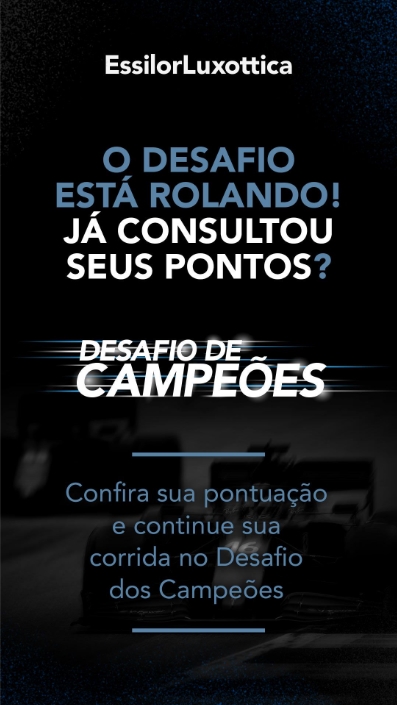 EssilorLuxottica
O DESAFIO
ESTÁ ROLANDO!
JÁ CONSULTOU
SEUS PONTOS?
DESAFIO DE
CAMPEÕES
Confira sua pontuação
e continue sua
corrida no Desafio
dos Campeões